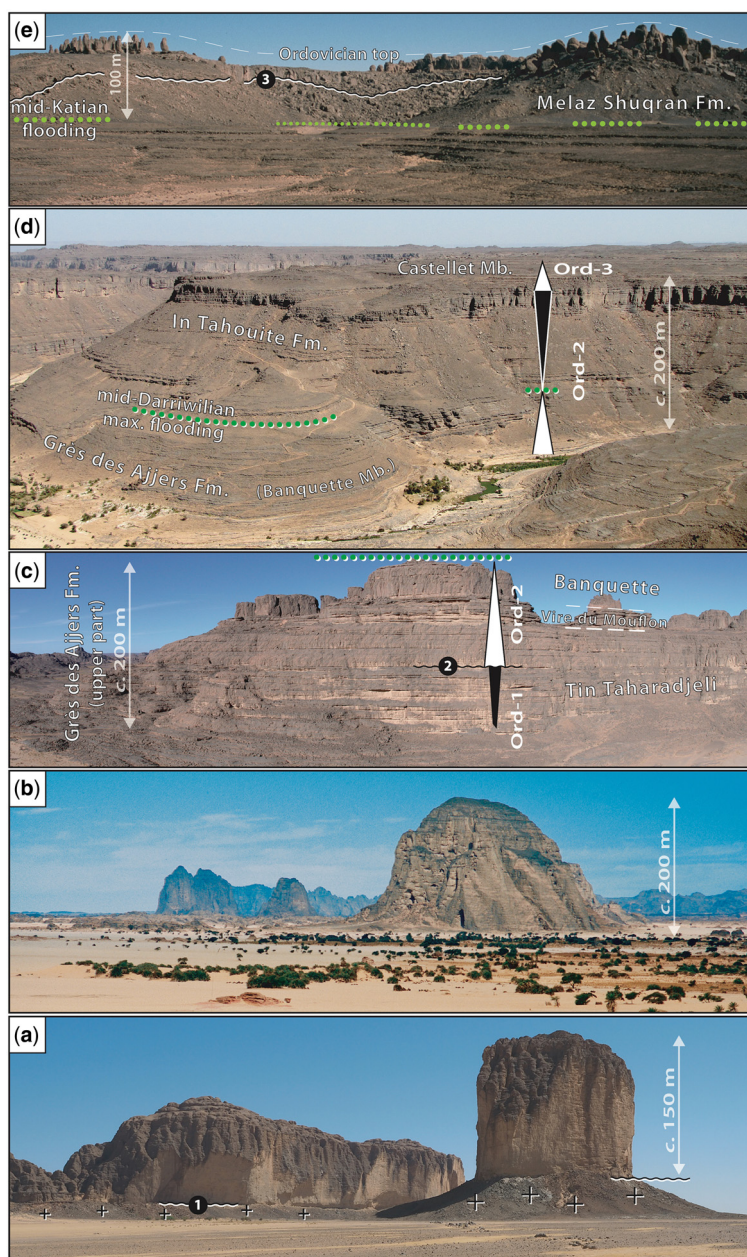 (e)
Ordovician top
100 m
3
mid-Katian
flooding
Melaz Shuqran Fm.
(d)
Castellet Mb.
Ord-3
In Tahouite Fm.
Ord-2
c. 200 m
mid-Darriwilian
max. flooding
Grès des Ajjers Fm.
(Banquette Mb.)
(c)
Grès des Ajjers Fm.
(upper part)
c. 200 m
Ord-2
Banquette
Vire du Mouflon
2
Tin Taharadjeli
Ord-1
(b)
c. 200 m
(a)
c. 150 m
1